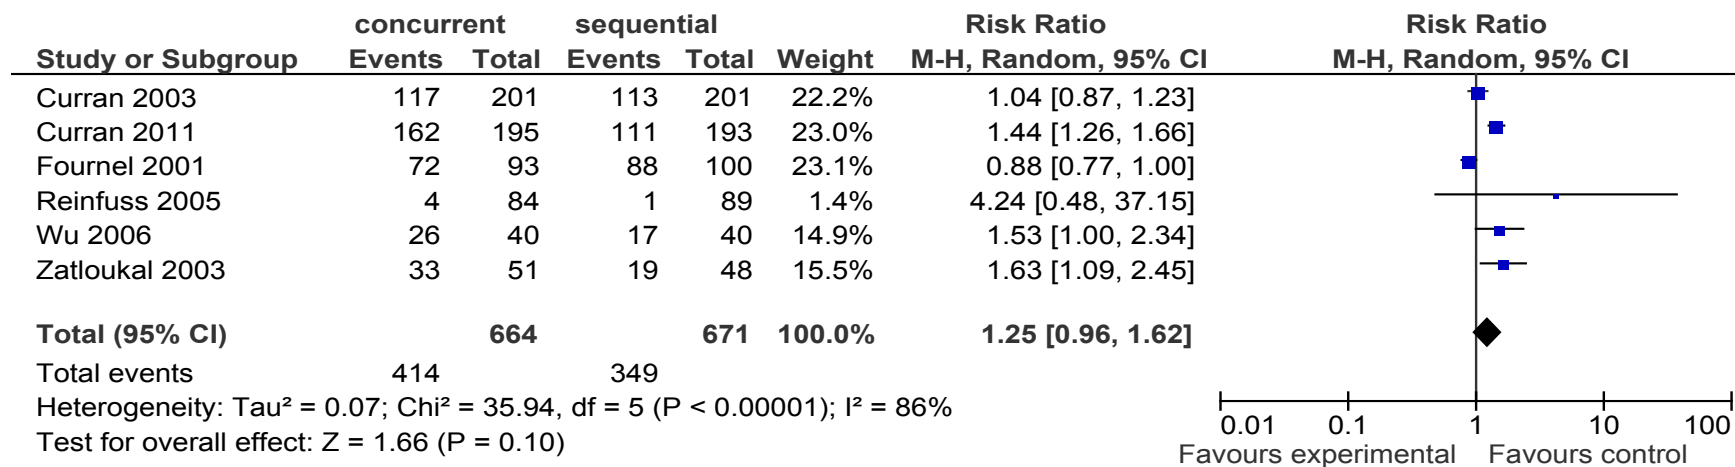 concurrent sequential Risk Ratio Risk Ratio
Study or Subgroup Events Total Events Total Weight M-H, Random, 95% CI M-H, Random, 95% CI
Curran 2003 117 201 113 201 22.2% 1.04 [0.87, 1.23]
Curran 2011 162 195 111 193 23.0% 1.44 [1.26, 1.66]
Fournel 2001 72 93 88 100 23.1% 0.88 [0.77, 1.00]
Reinfuss 2005 4 84 1 89 1.4% 4.24 [0.48, 37.15]
Wu 2006 26 40 17 40 14.9% 1.53 [1.00, 2.34]
Zatloukal 2003 33 51 19 48 15.5% 1.63 [1.09, 2.45]
Total (95% CI) 664 671 100.0% 1.25 [0.96, 1.62]
Total events 414 349
Heterogeneity: Tau² = 0.07; Chi² = 35.94, df = 5 (P < 0.00001); I² = 86%
Test for overall effect: Z = 1.66 (P = 0.10)
0.01 0.1 1 10 100
Favours experimental Favours control